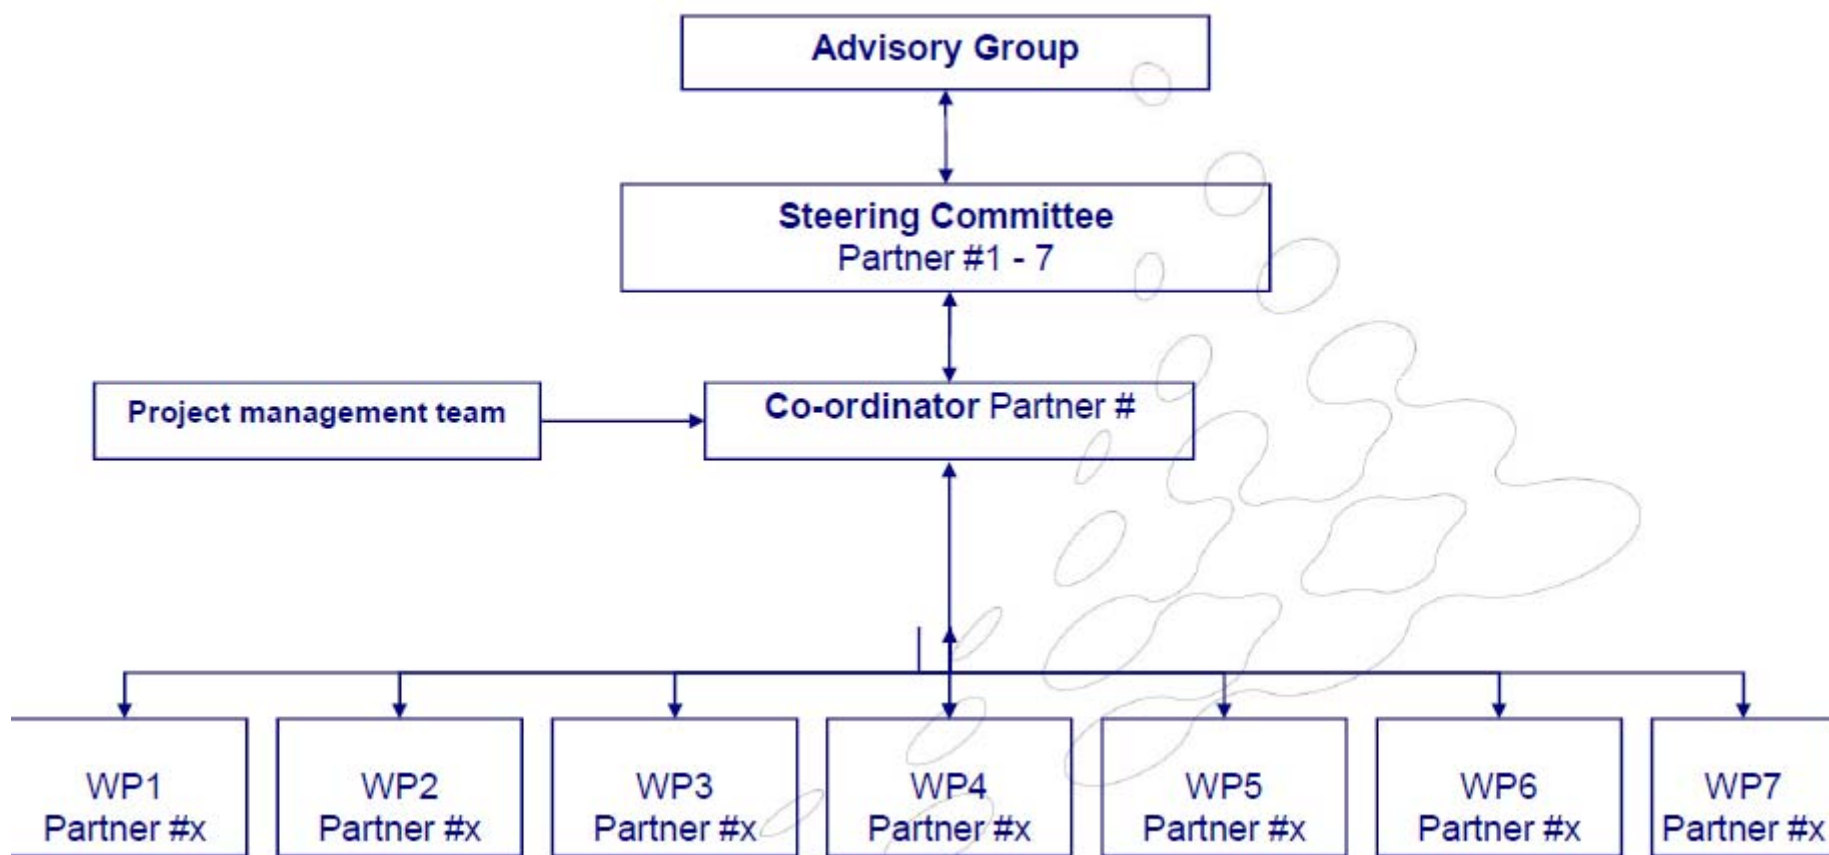 Advisory Group
Steering Committee
Partner #1 - 7
Project management team
Co-ordinator Partner #
WP1
Partner #x
WP2
Partner #x
WP3
Partner #x
WP4
Partner #x
WP5
Partner #x
WP6
Partner #x
WP7
Partner #x